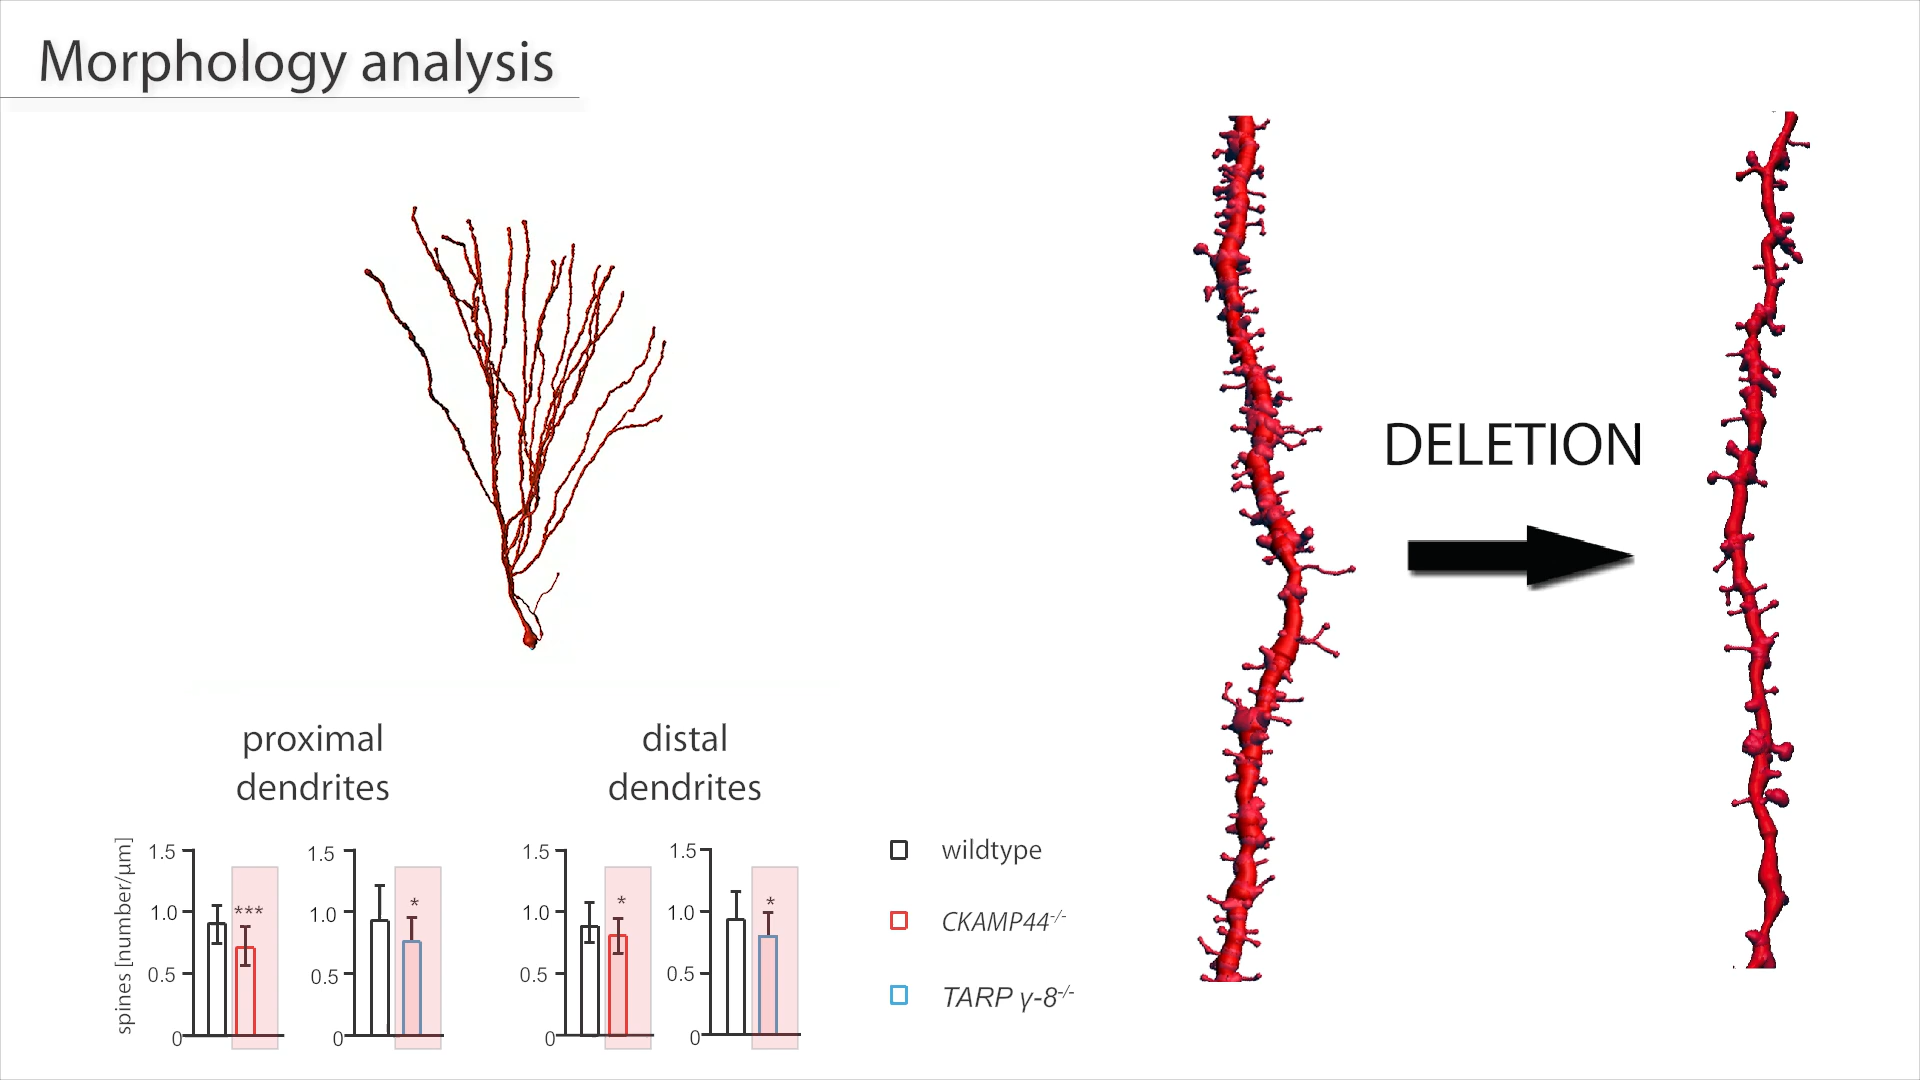 Morphology analysis
DELETION
proximal
dendrites
distal
dendrites
spines [number/µm]
1.5
1.0
0.5
0
***
1.5
1.0
0.5
0
*
1.5
1.0
0.5
0
*
1.5
1.0
0.5
0
*
wildtype
CKAMP44-/-
TARP γ-8-/-